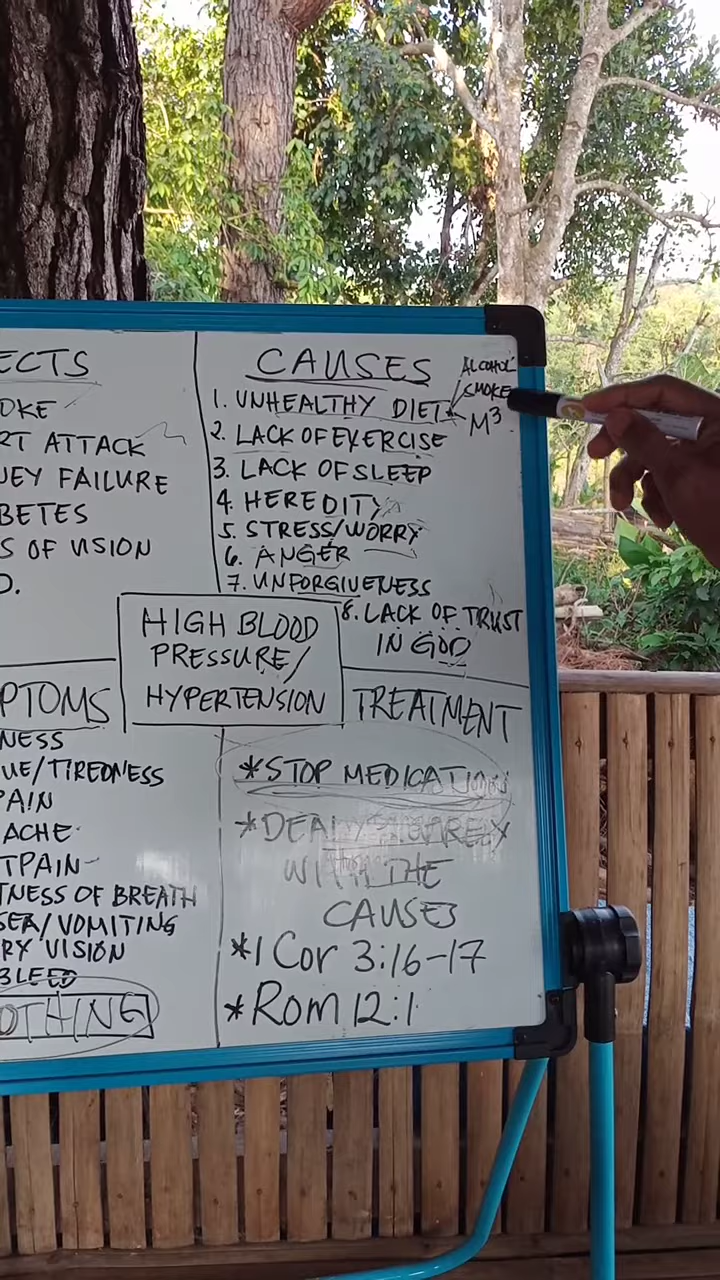 ECTS
OKE
RT ATTACK
NEY FAILURE
BETES
S OF VISION
D.
CAUSES
1. UNHEALTHY DIET
ALCOHOL
SMOKE
M³
2. LACK OF EXERCISE
3. LACK OF SLEEP
4. HEREDITY
5. STRESS/WORRY
6. ANGER
7. UNFORGIVENESS
8. LACK OF TRUST
IN GOD
HIGH BLOOD
PRESSURE/
HYPERTENSION
PTOMS
NESS
UE/TIREDNESS
PAIN
ACHE
TPAIN
TNESS OF BREATH
SEA/VOMITING
RY VISION
BLEED
OTHING
TREATMENT
*STOP MEDICATION
*DEAL
WITH THE
CAUSES
*1 Cor 3:16-17
*Rom 12:1